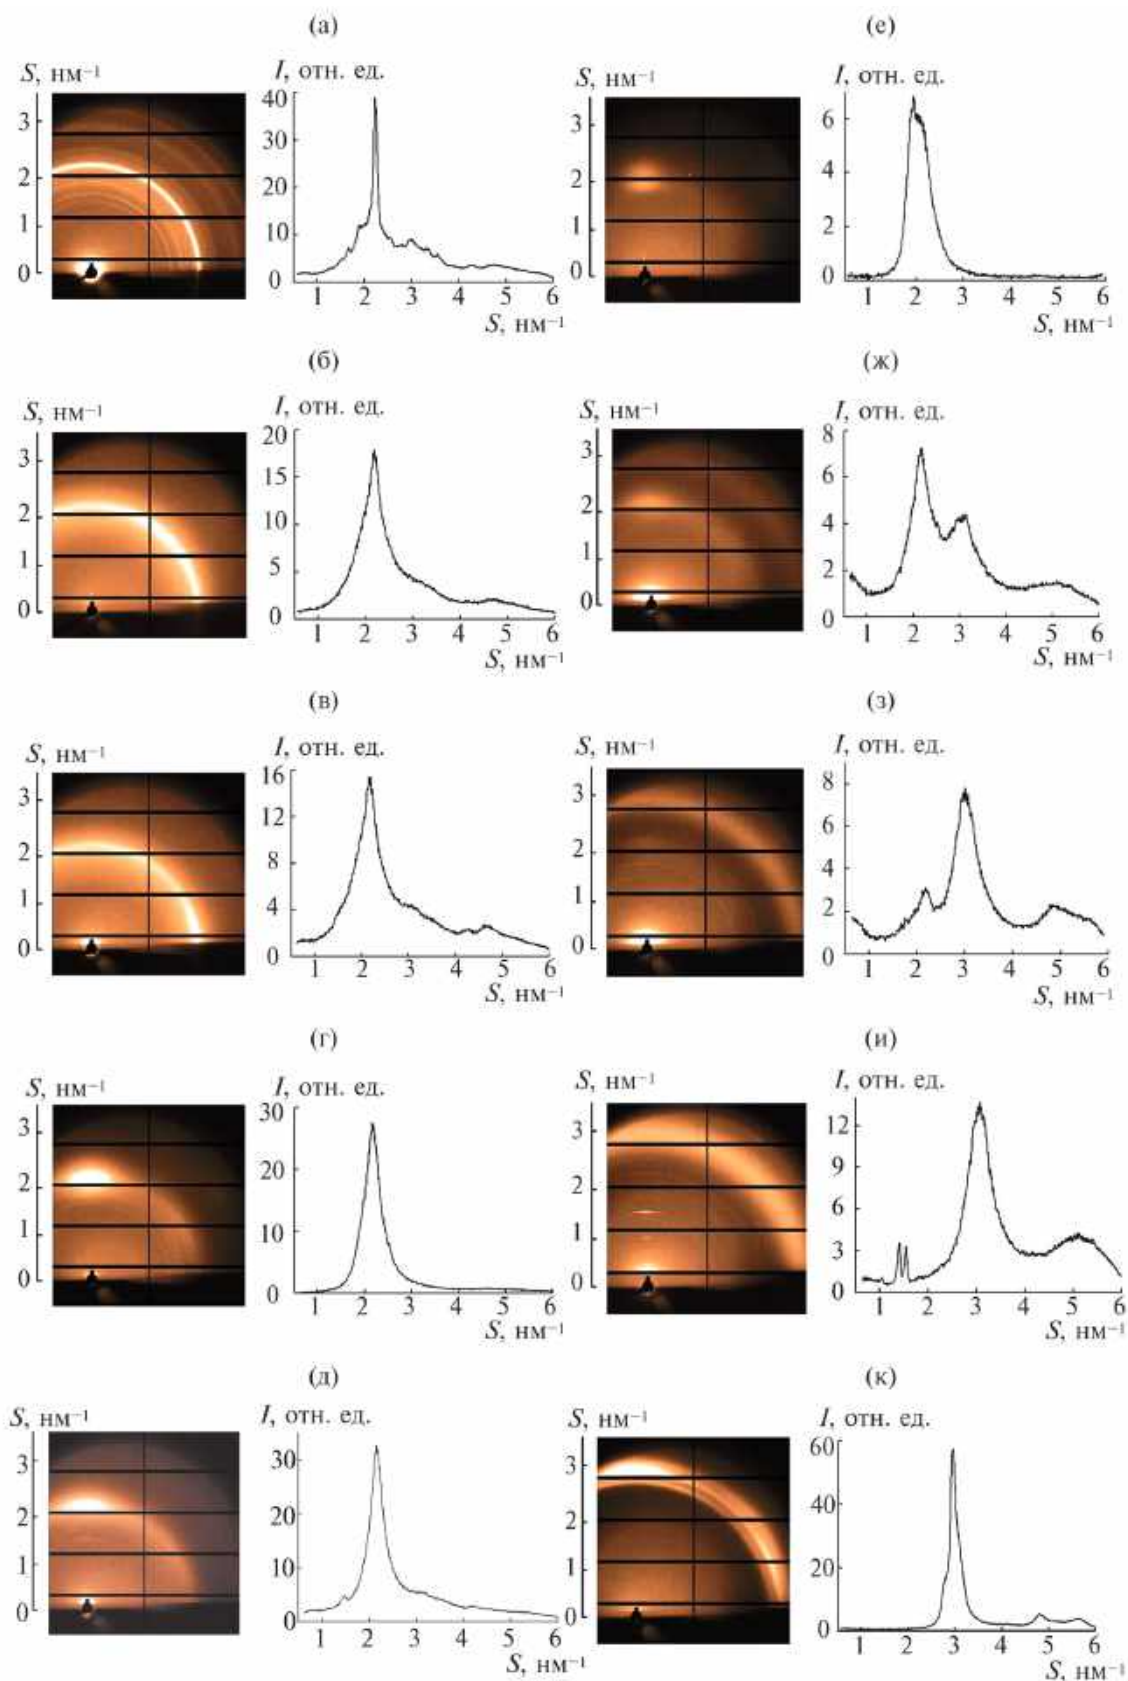 (а)
S, нм–1
3
2
1
0
I, отн. ед.
40
30
20
10
0
1 2 3 4 5 6
S, нм–1
(е)
S, нм–1
3
2
1
0
I, отн. ед.
6
4
2
0
1 2 3 4 5 6
S, нм–1
(б)
S, нм–1
3
2
1
0
I, отн. ед.
20
15
10
5
0
1 2 3 4 5 6
S, нм–1
(ж)
S, нм–1
3
2
1
0
I, отн. ед.
8
6
4
2
0
1 2 3 4 5 6
S, нм–1
(в)
S, нм–1
3
2
1
0
I, отн. ед.
16
12
8
4
0
1 2 3 4 5 6
S, нм–1
(з)
S, нм–1
3
2
1
0
I, отн. ед.
8
6
4
2
0
1 2 3 4 5 6
S, нм–1
(г)
S, нм–1
3
2
1
0
I, отн. ед.
30
20
10
0
1 2 3 4 5 6
S, нм–1
(и)
S, нм–1
3
2
1
0
I, отн. ед.
12
9
6
3
0
1 2 3 4 5 6
S, нм–1
(д)
S, нм–1
3
2
1
0
I, отн. ед.
30
20
10
0
1 2 3 4 5 6
S, нм–1
(к)
S, нм–1
3
2
1
0
I, отн. ед.
60
40
20
0
1 2 3 4 5 6
S, нм–1